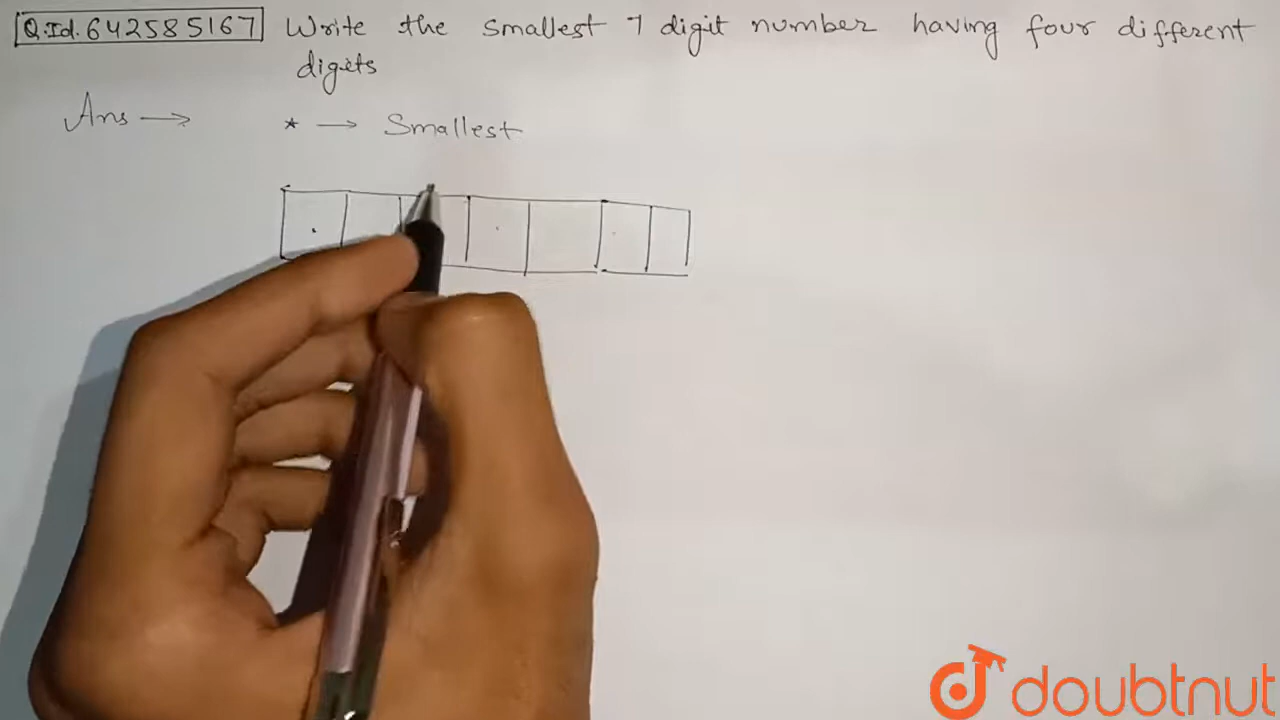 Q.Id. 642585167 Write the smallest 7 digit number having four different
digits
Ans → * → Smallest
doubtnut